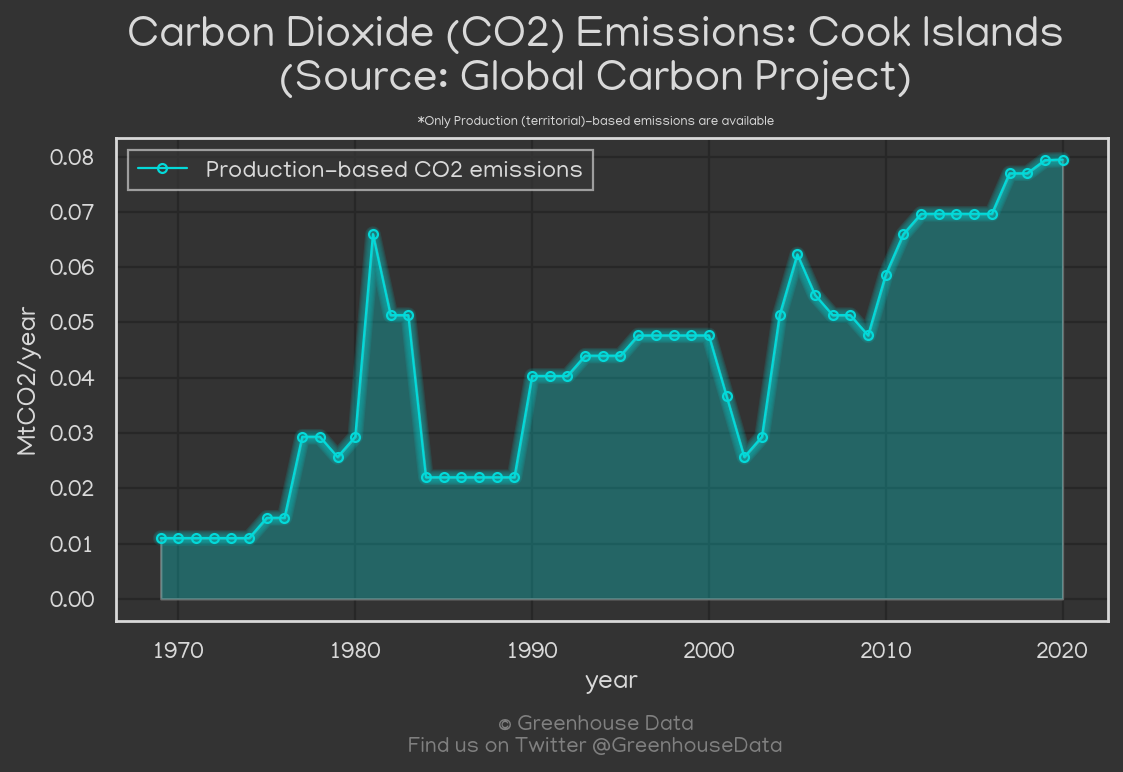 Carbon Dioxide (CO2) Emissions: Cook Islands
(Source: Global Carbon Project)
*Only Production (territorial)-based emissions are available
Production-based CO2 emissions
0.08
0.07
0.06
0.05
0.04
0.03
0.02
0.01
0.00
MtCO2/year
1970 1980 1990 2000 2010 2020
year
© Greenhouse Data
Find us on Twitter @GreenhouseData